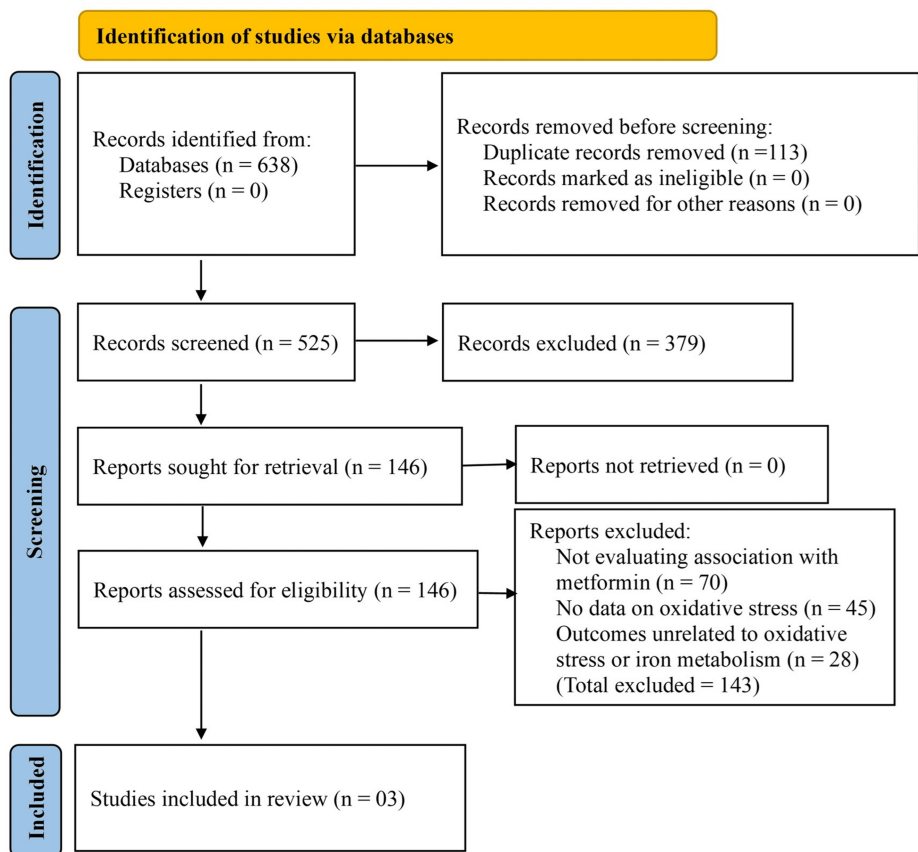 Identification of studies via databases
Identification
Records identified from:
Databases (n = 638)
Registers (n = 0)
Records removed before screening:
Duplicate records removed (n =113)
Records marked as ineligible (n = 0)
Records removed for other reasons (n = 0)
Screening
Records screened (n = 525)
Records excluded (n = 379)
Reports sought for retrieval (n = 146)
Reports not retrieved (n = 0)
Reports assessed for eligibility (n = 146)
Reports excluded:
Not evaluating association with
metformin (n = 70)
No data on oxidative stress (n = 45)
Outcomes unrelated to oxidative
stress or iron metabolism (n = 28)
(Total excluded = 143)
Included
Studies included in review (n = 03)